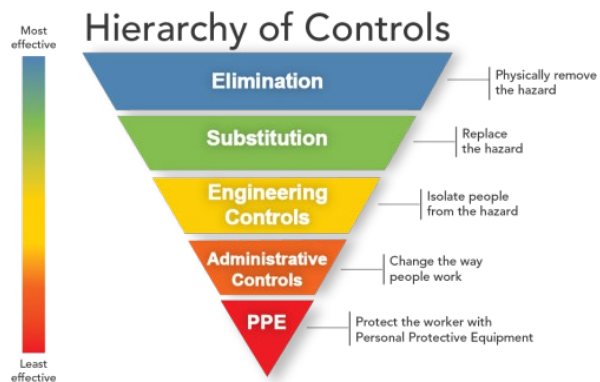 Hierarchy of Controls
Most
effective
Elimination
Physically remove
the hazard
Substitution
Replace
the hazard
Engineering
Controls
Isolate people
from the hazard
Administrative
Controls
Change the way
people work
PPE
Protect the worker with
Personal Protective Equipment
Least
effective